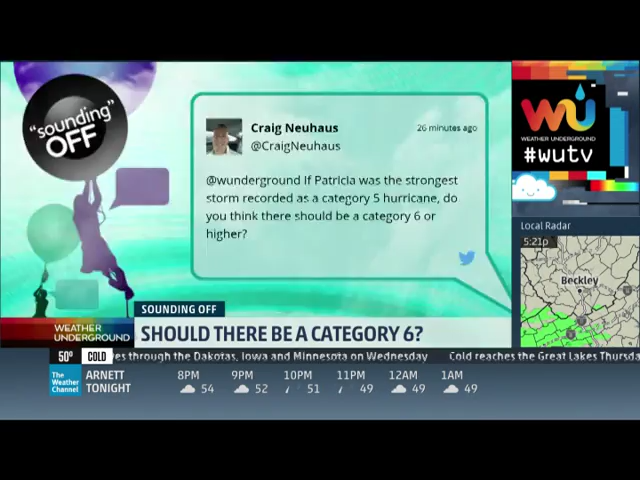 "sounding"
OFF
Craig Neuhaus
26 minutes ago
@CraigNeuhaus
@wunderground If Patricia was the strongest
storm recorded as a category 5 hurricane, do
you think there should be a category 6 or
higher?
WU
WEATHER UNDERGROUND
#wutv
Local Radar
5:21p
Beckley
SOUNDING OFF
WEATHER
UNDERGROUND
SHOULD THERE BE A CATEGORY 6?
50° COLD ves through the Dakotas, Iowa and Minnesota on Wednesday Cold reaches the Great Lakes Thursda
The
Weather
Channel
ARNETT
TONIGHT
8PM 9PM 10PM 11PM 12AM 1AM
54 52 51 49 49 49